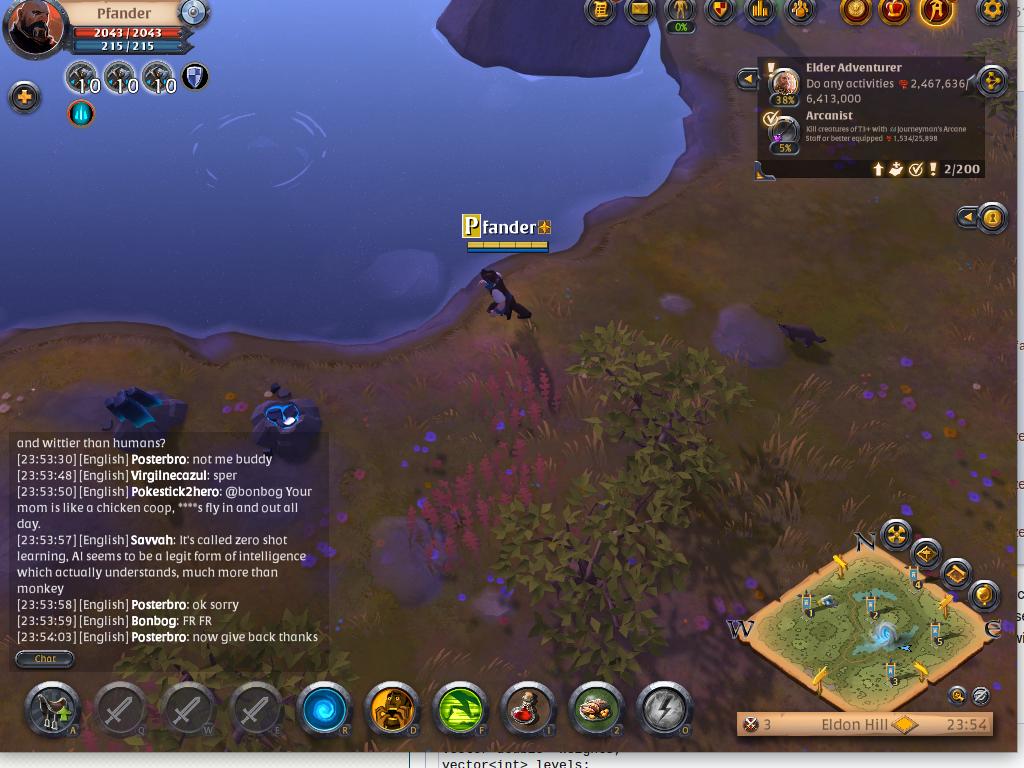 Pfander
2043 / 2043
215 / 215
10 10 10
0%
Elder Adventurer
Do any activities 2,467,636/
6,413,000
38%
Arcanist
Kill creatures of T3+ with a Journeyman's Arcane
Staff or better equipped 1,534/25,898
5%
2/200
Pfander
and wittier than humans?
[23:53:30] [English] Posterbro: not me buddy
[23:53:48] [English] Virgilnecazul: sper
[23:53:50] [English] Pokestick2hero: @bonbog Your
mom is like a chicken coop, ****s fly in and out all
day.
[23:53:57] [English] Savvah: It's called zero shot
learning, AI seems to be a legit form of intelligence
which actually understands, much more than
monkey
[23:53:58] [English] Posterbro: ok sorry
[23:53:59] [English] Bonbog: FR FR
[23:54:03] [English] Posterbro: now give back thanks
Chat
A Q W E R D F 1 2 O
N
W E
1 2 3 4 5
3 Eldon Hill 23:54
vector<int> levels;